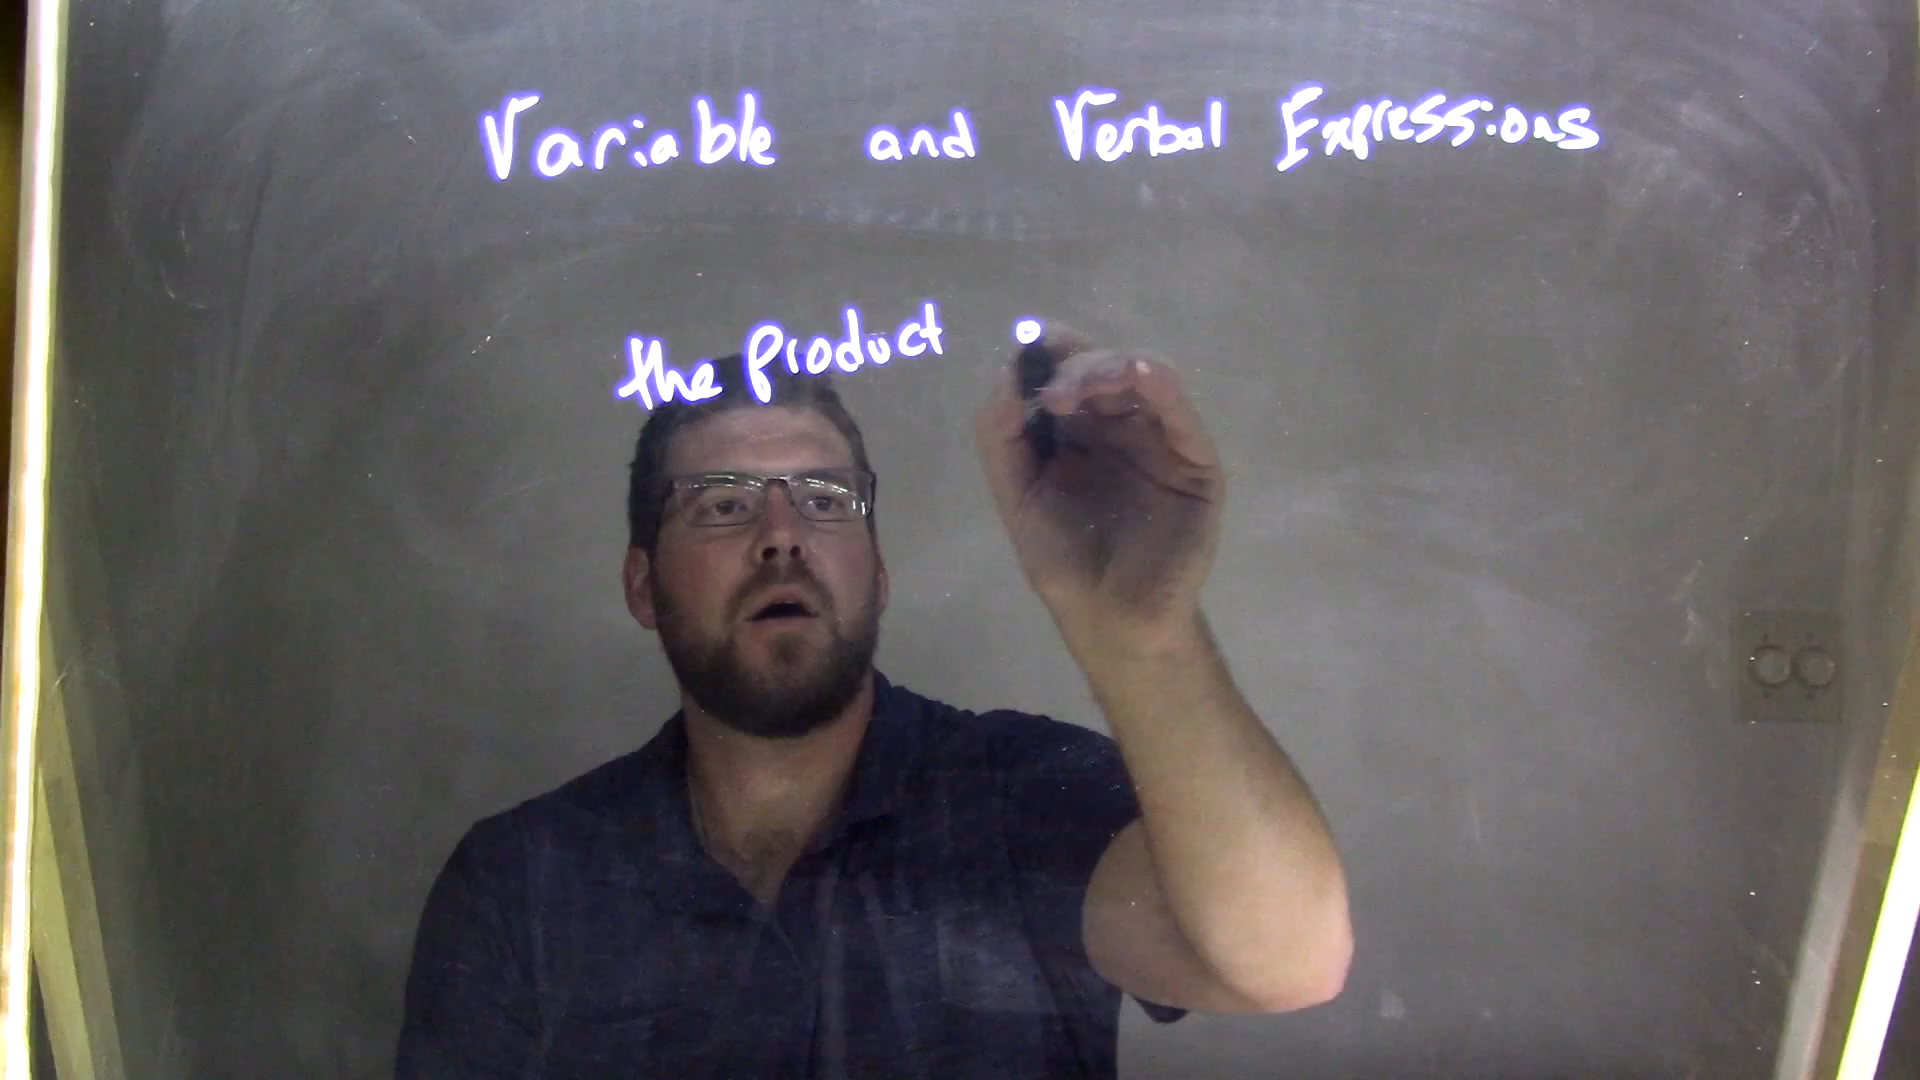 Variable and Verbal Expressions
the product o